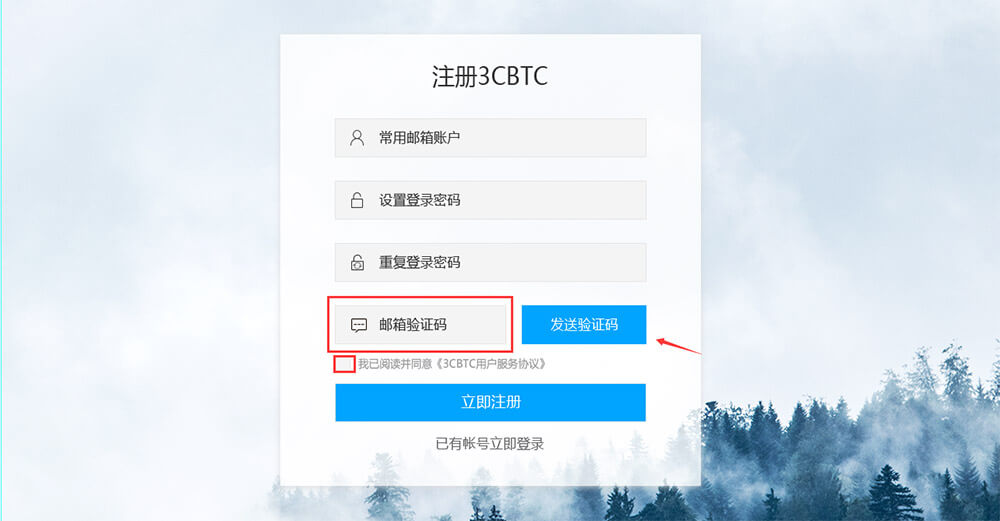 注册3CBTC
常用邮箱账户
设置登录密码
重复登录密码
邮箱验证码
发送验证码
我已阅读并同意《3CBTC用户服务协议》
立即注册
已有帐号立即登录